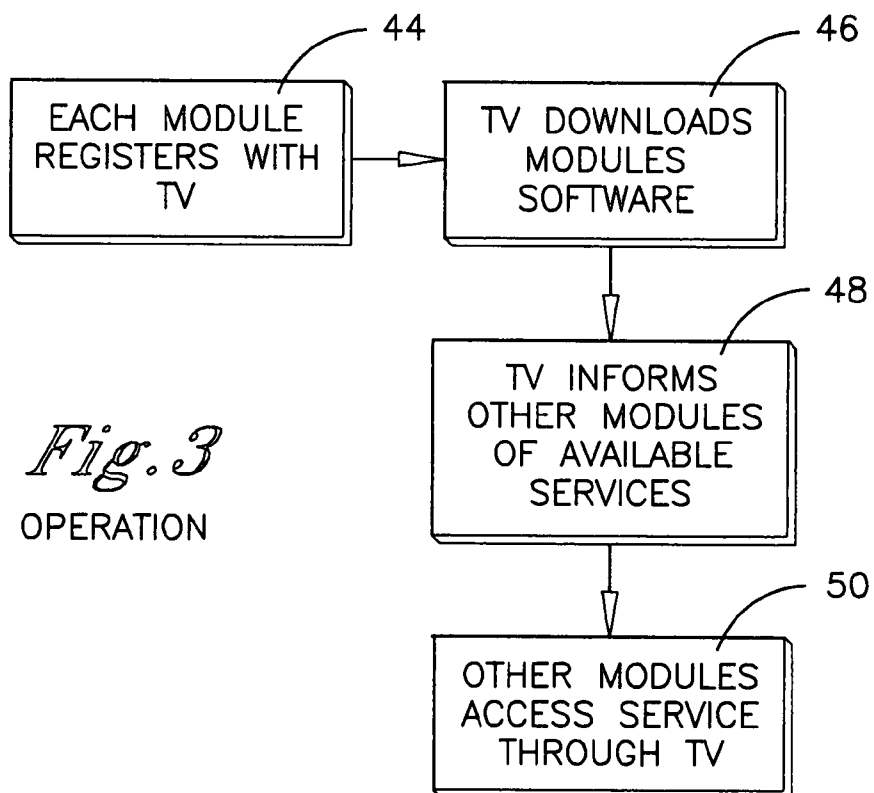 44
EACH MODULE
REGISTERS WITH
TV
46
TV DOWNLOADS
MODULES
SOFTWARE
48
TV INFORMS
OTHER MODULES
OF AVAILABLE
SERVICES
Fig. 3
OPERATION
50
OTHER MODULES
ACCESS SERVICE
THROUGH TV